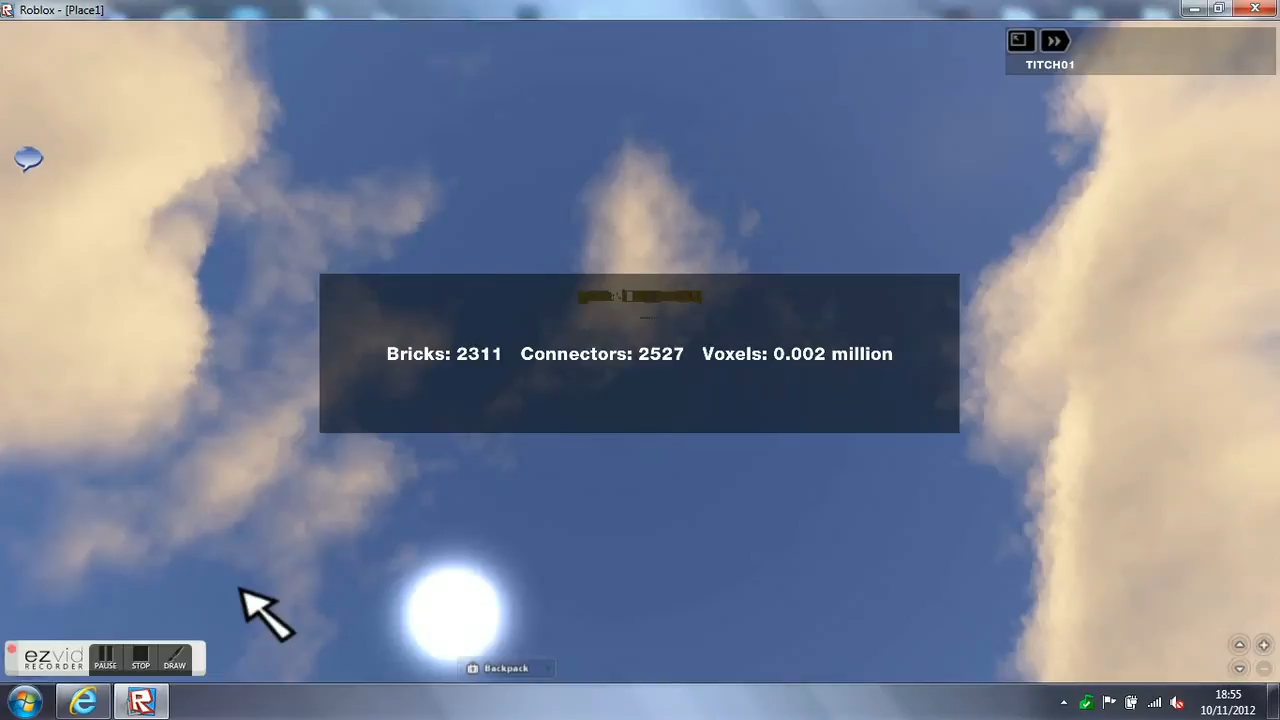 Roblox - [Place1]
TITCH01
Bricks: 2311 Connectors: 2527 Voxels: 0.002 million
ezvid
RECORDER
PAUSE
STOP
DRAW
Backpack
18:55
10/11/2012